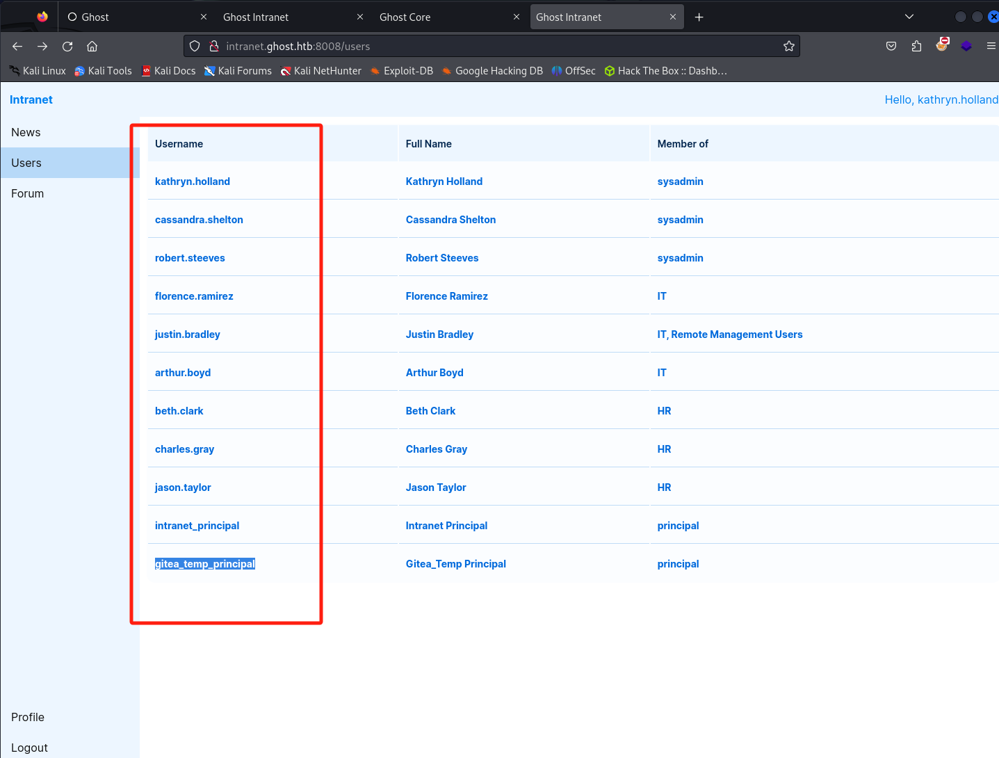 Ghost
Ghost Intranet
Ghost Core
Ghost Intranet
intranet.ghost.htb:8008/users
Kali Linux Kali Tools Kali Docs Kali Forums Kali NetHunter Exploit-DB Google Hacking DB OffSec Hack The Box :: Dashb...
Intranet Hello, kathryn.holland
News
Users
Forum
Username Full Name Member of
kathryn.holland Kathryn Holland sysadmin
cassandra.shelton Cassandra Shelton sysadmin
robert.steeves Robert Steeves sysadmin
florence.ramirez Florence Ramirez IT
justin.bradley Justin Bradley IT, Remote Management Users
arthur.boyd Arthur Boyd IT
beth.clark Beth Clark HR
charles.gray Charles Gray HR
jason.taylor Jason Taylor HR
intranet_principal Intranet Principal principal
gitea_temp_principal Gitea_Temp Principal principal
Profile
Logout